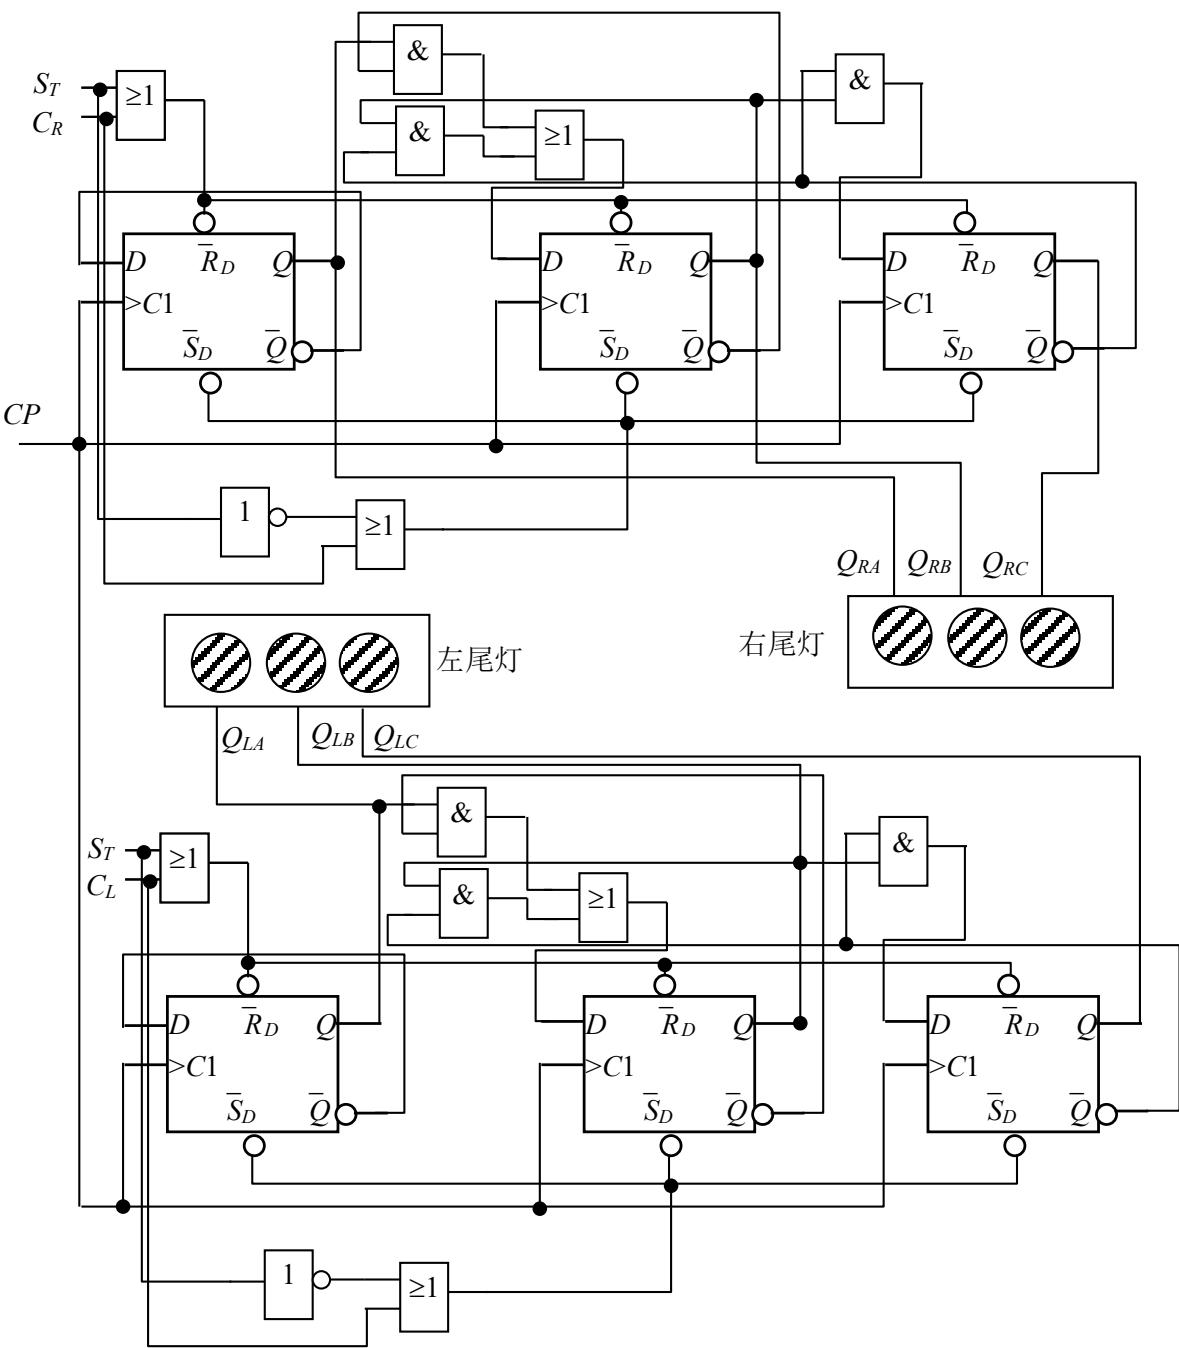 &
&
S_T
≥1
C_R
&
≥1
D R̅_D Q
D R̅_D Q
D R̅_D Q
>C1
>C1
>C1
S̅_D Q̅
S̅_D Q̅
S̅_D Q̅
CP
1
≥1
Q_RA Q_RB Q_RC
右尾灯
左尾灯
Q_LA Q_LB Q_LC
&
&
S_T
≥1
C_L
&
≥1
D R̅_D Q
D R̅_D Q
D R̅_D Q
>C1
>C1
>C1
S̅_D Q̅
S̅_D Q̅
S̅_D Q̅
1
≥1